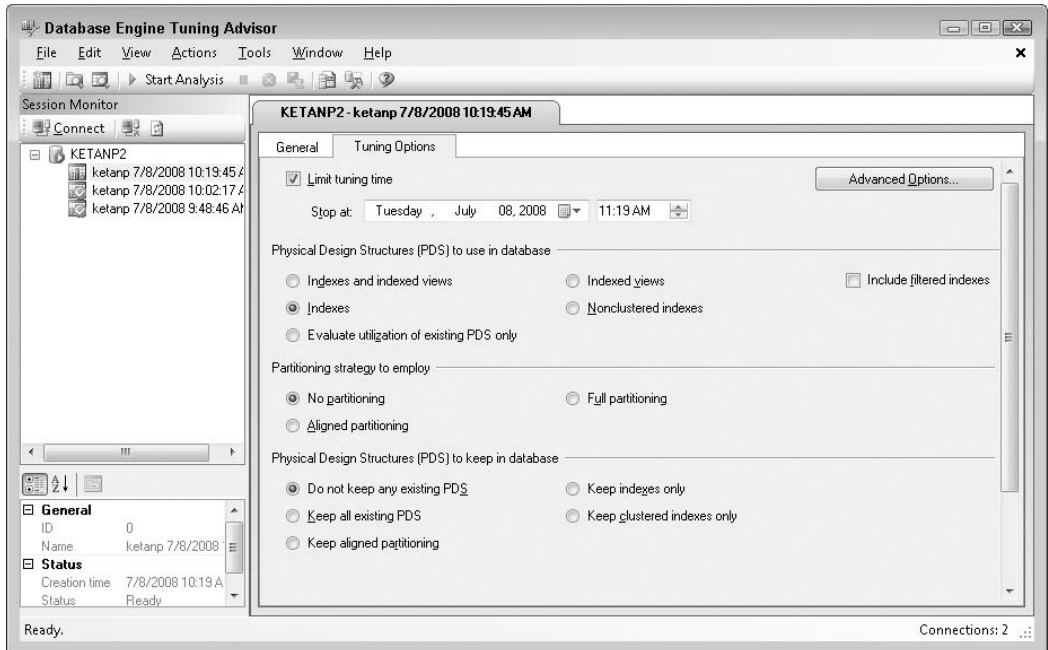 Database Engine Tuning Advisor
File Edit View Actions Tools Window Help
Start Analysis
Session Monitor
Connect
KETANP2
ketanp 7/8/2008 10:19:45 A
ketanp 7/8/2008 10:02:17 A
ketanp 7/8/2008 9:48:46 AM
General
ID 0
Name ketanp 7/8/2008
Status
Creation time 7/8/2008 10:19 A
Status Ready
KETANP2 - ketanp 7/8/2008 10:19:45 AM
General Tuning Options
Limit tuning time Advanced Options...
Stop at: Tuesday , July 08, 2008 11:19 AM
Physical Design Structures (PDS) to use in database
Indexes and indexed views Indexed views Include filtered indexes
Indexes Nonclustered indexes
Evaluate utilization of existing PDS only
Partitioning strategy to employ
No partitioning Full partitioning
Aligned partitioning
Physical Design Structures (PDS) to keep in database
Do not keep any existing PDS Keep indexes only
Keep all existing PDS Keep clustered indexes only
Keep aligned partitioning
Ready. Connections: 2